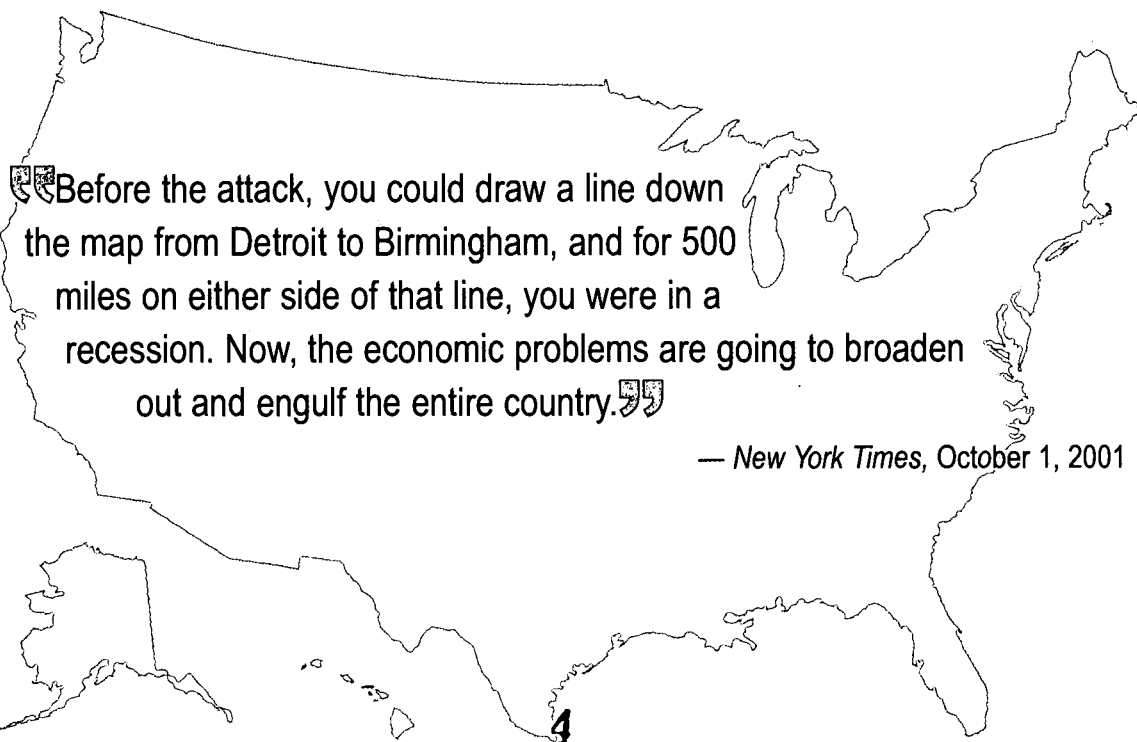 “Before the attack, you could draw a line down
the map from Detroit to Birmingham, and for 500
miles on either side of that line, you were in a
recession. Now, the economic problems are going to broaden
out and engulf the entire country.”
— New York Times, October 1, 2001
4